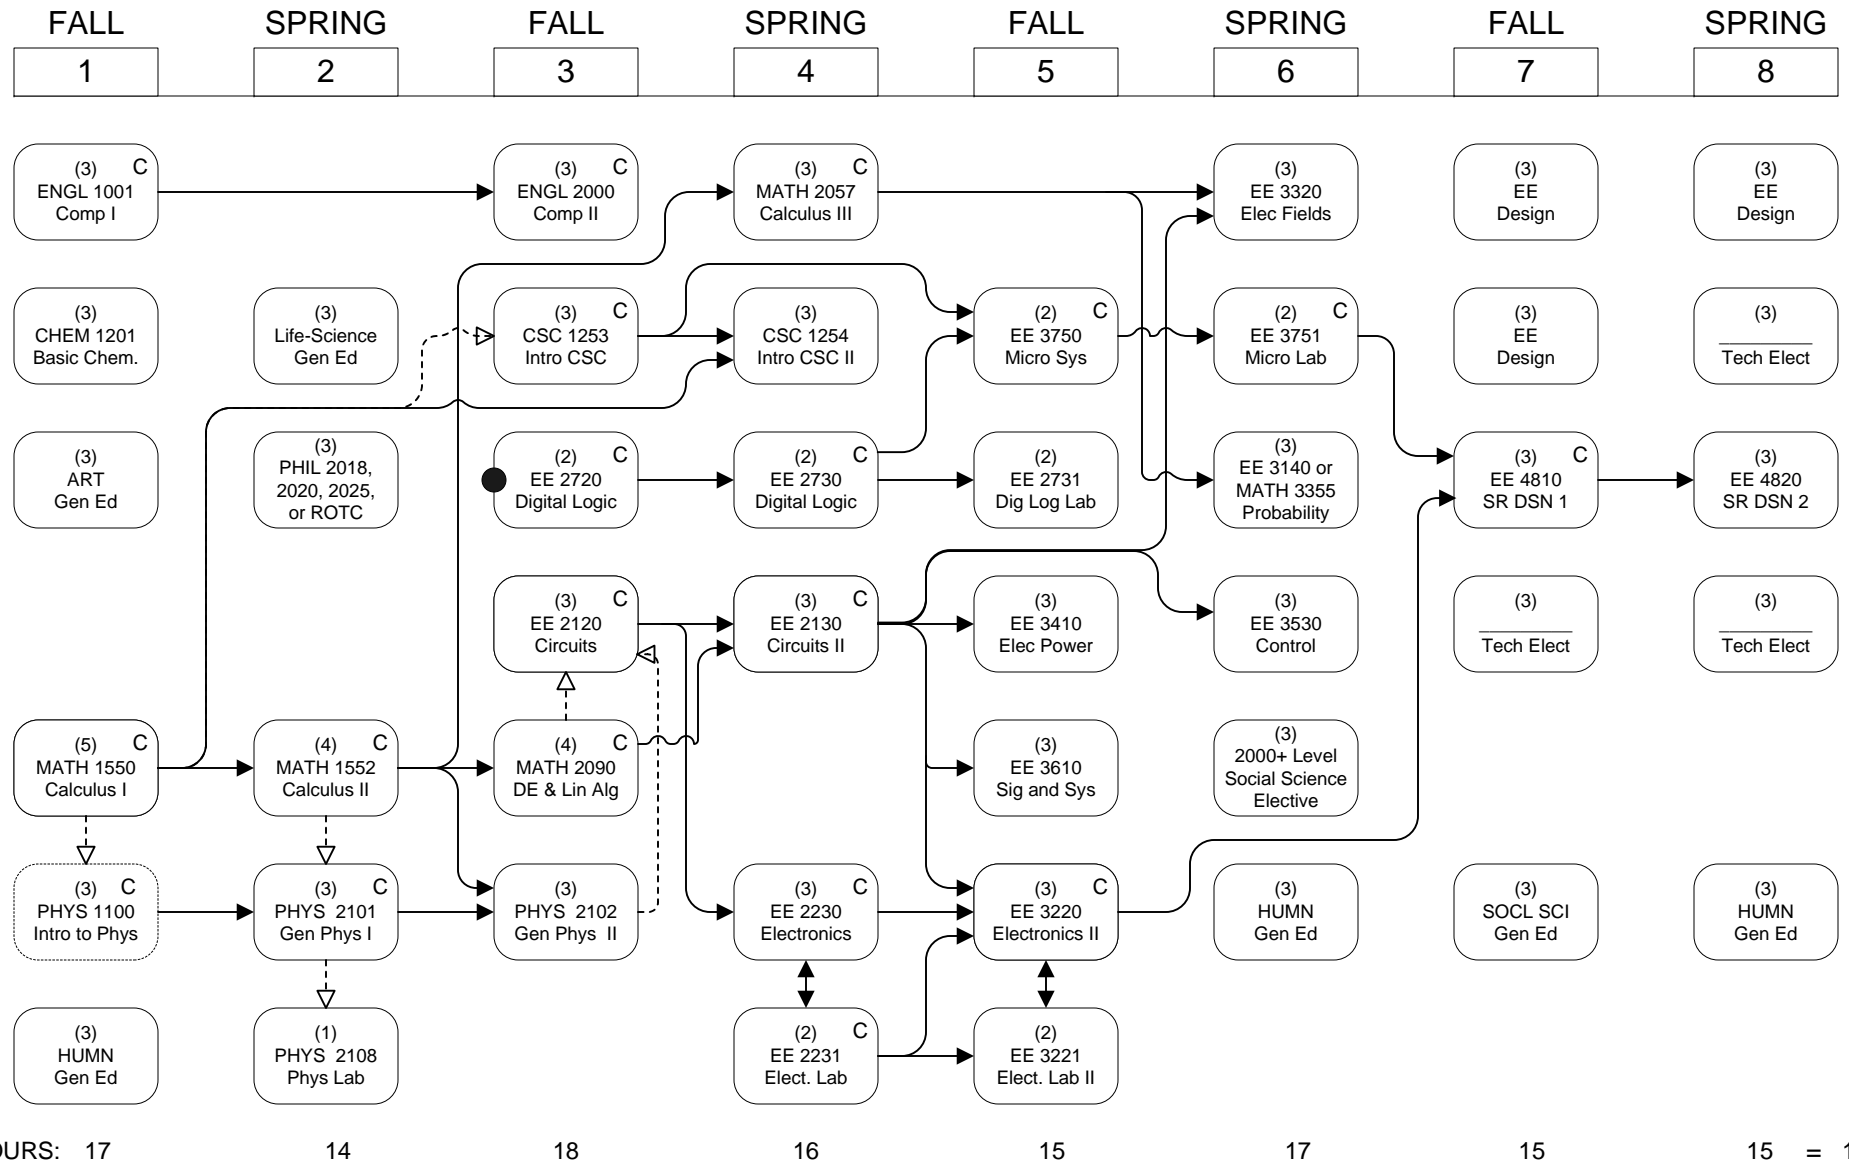 FALL SPRING FALL SPRING FALL SPRING FALL SPRING
1 2 3 4 5 6 7 8
(3) C
ENGL 1001
Comp I
(3) C
ENGL 2000
Comp II
(3) C
MATH 2057
Calculus III
(3)
EE 3320
Elec Fields
(3)
EE
Design
(3)
EE
Design
(3)
CHEM 1201
Basic Chem.
(3)
Life-Science
Gen Ed
(3) C
CSC 1253
Intro CSC
(3)
CSC 1254
Intro CSC II
(2) C
EE 3750
Micro Sys
(2) C
EE 3751
Micro Lab
(3)
EE
Design
(3)
Tech Elect
(3)
ART
Gen Ed
(3)
PHIL 2018,
2020, 2025,
or ROTC
(2) C
EE 2720
Digital Logic
(2) C
EE 2730
Digital Logic
(2)
EE 2731
Dig Log Lab
(3)
EE 3140 or
MATH 3355
Probability
(3) C
EE 4810
SR DSN 1
(3)
EE 4820
SR DSN 2
(3) C
EE 2120
Circuits
(3) C
EE 2130
Circuits II
(3)
EE 3410
Elec Power
(3)
EE 3530
Control
(3)
Tech Elect
(3)
Tech Elect
(5) C
MATH 1550
Calculus I
(4) C
MATH 1552
Calculus II
(4) C
MATH 2090
DE & Lin Alg
(3)
EE 3610
Sig and Sys
(3)
2000+ Level
Social Science
Elective
(3) C
PHYS 1100
Intro to Phys
(3) C
PHYS 2101
Gen Phys I
(3)
PHYS 2102
Gen Phys II
(3) C
EE 2230
Electronics
(3) C
EE 3220
Electronics II
(3)
HUMN
Gen Ed
(3)
SOCL SCI
Gen Ed
(3)
HUMN
Gen Ed
(3)
HUMN
Gen Ed
(1)
PHYS 2108
Phys Lab
(2) C
EE 2231
Elect. Lab
(2)
EE 3221
Elect. Lab II
OURS: 17 14 18 16 15 17 15 15 =